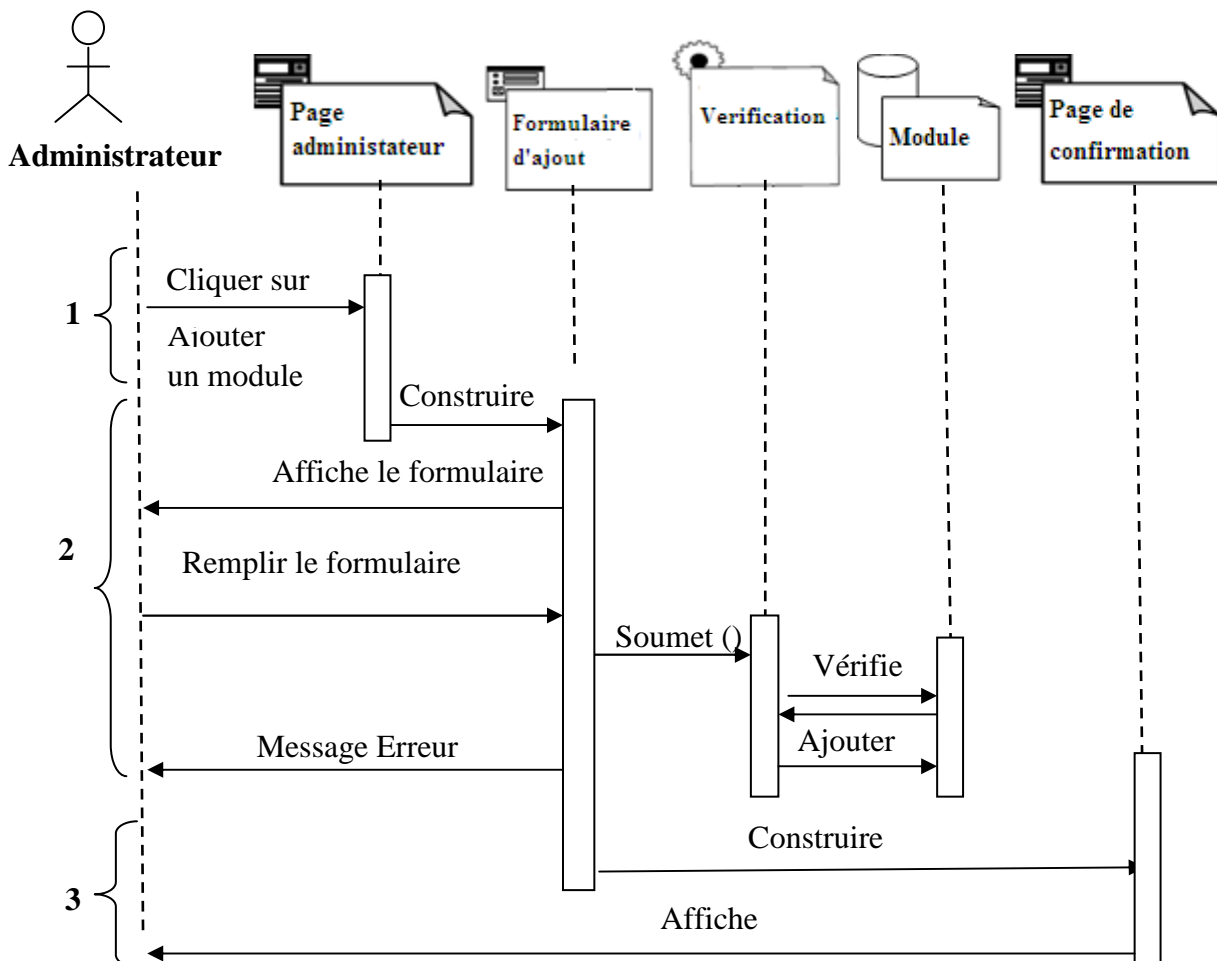 Administrateur
Page
administateur
Formulaire
d'ajout
Verification
Module
Page de
confirmation
1
Cliquer sur
Ajouter
un module
Construire
Affiche le formulaire
2
Remplir le formulaire
Soumet ()
Vérifie
Ajouter
Message Erreur
Construire
3
Affiche